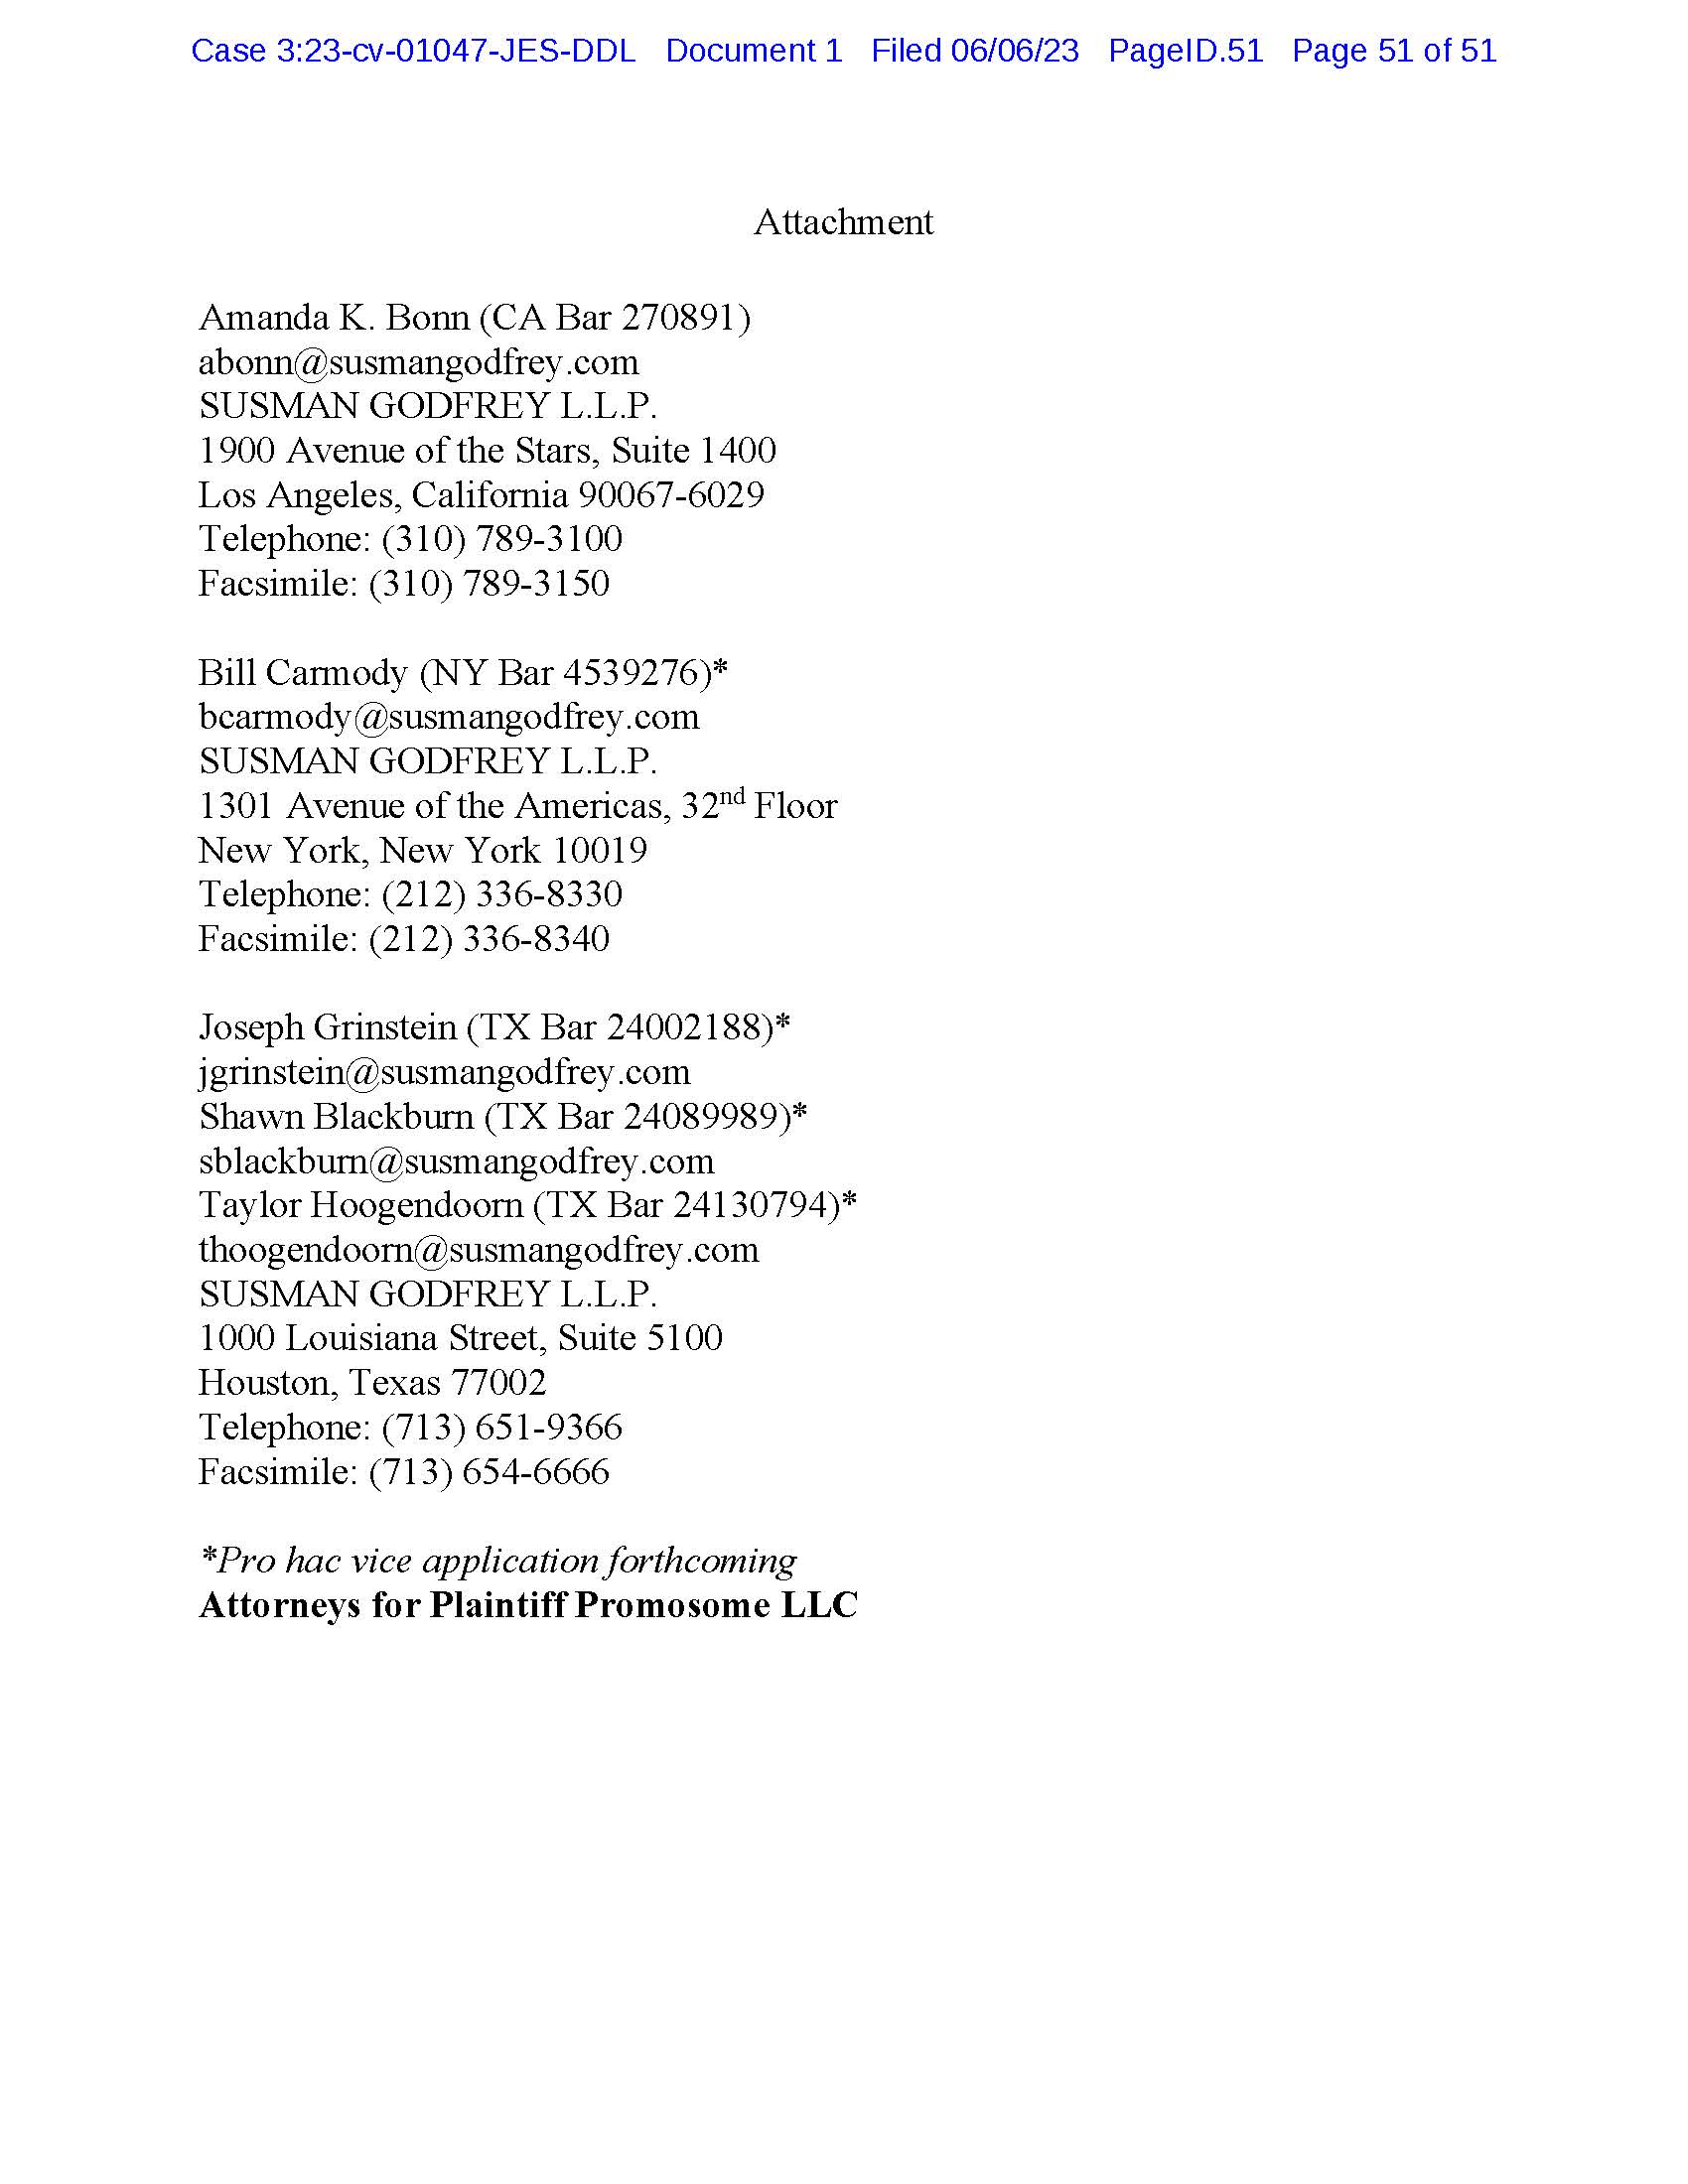 Case 3:23-cv-01047-JES-DDL Document 1 Filed 06/06/23 PageID.51 Page 51 of 51
Attachment
Amanda K. Bonn (CA Bar 270891)
abonn@susmangodfrey.com
SUSMAN GODFREY L.L.P.
1900 Avenue of the Stars, Suite 1400
Los Angeles, California 90067-6029
Telephone: (310) 789-3100
Facsimile: (310) 789-3150
Bill Carmody (NY Bar 4539276)*
bcarmody@susmangodfrey.com
SUSMAN GODFREY L.L.P.
1301 Avenue of the Americas, 32nd Floor
New York, New York 10019
Telephone: (212) 336-8330
Facsimile: (212) 336-8340
Joseph Grinstein (TX Bar 24002188)*
jgrinstein@susmangodfrey.com
Shawn Blackburn (TX Bar 24089989)*
sblackburn@susmangodfrey.com
Taylor Hoogendoorn (TX Bar 24130794)*
thoogendoorn@susmangodfrey.com
SUSMAN GODFREY L.L.P.
1000 Louisiana Street, Suite 5100
Houston, Texas 77002
Telephone: (713) 651-9366
Facsimile: (713) 654-6666
*Pro hac vice application forthcoming
Attorneys for Plaintiff Promosome LLC